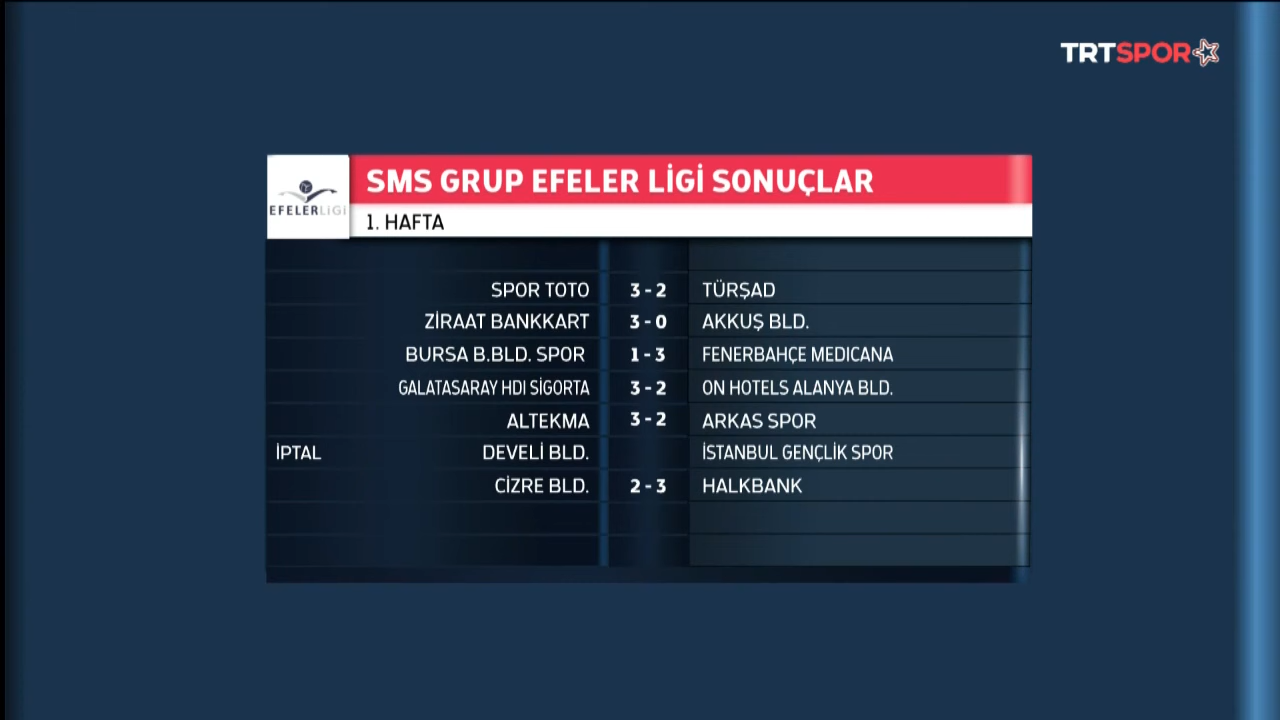 TRTSPOR
SMS GRUP EFELER LİGİ SONUÇLAR
EFELERLİGİ
1. HAFTA
SPOR TOTO 3 - 2 TÜRŞAD
ZİRAAT BANKKART 3 - 0 AKKUŞ BLD.
BURSA B.BLD. SPOR 1 - 3 FENERBAHÇE MEDICANA
GALATASARAY HDI SİGORTA 3 - 2 ON HOTELS ALANYA BLD.
ALTEKMA 3 - 2 ARKAS SPOR
İPTAL DEVELİ BLD. İSTANBUL GENÇLİK SPOR
CİZRE BLD. 2 - 3 HALKBANK